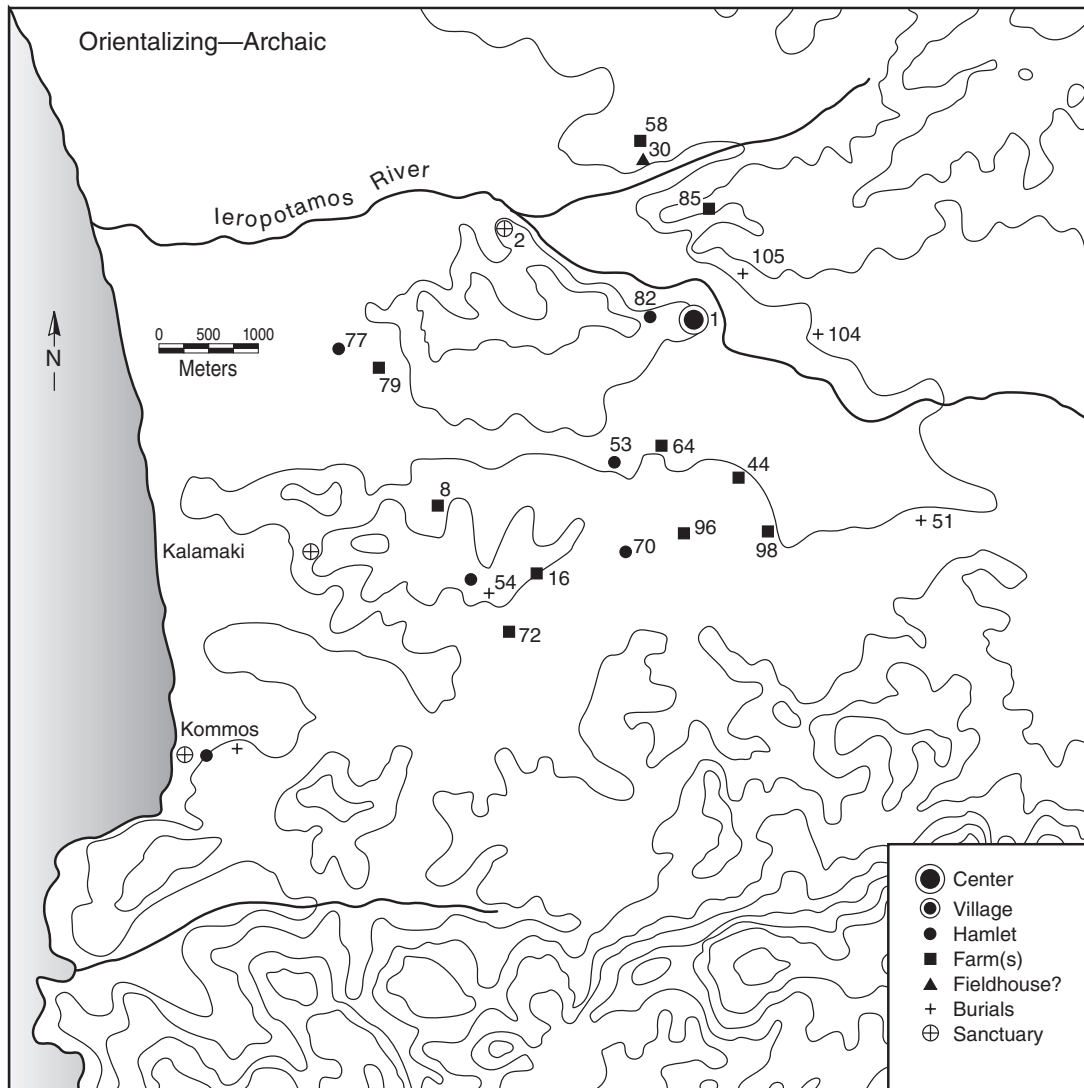 Orientalizing—Archaic
58
30
Ieropotamos River
85
2
105
82
1
104
0 500 1000
Meters
N
77
79
53
64
44
8
51
Kalamaki
70
96
98
54
16
72
Kommos
Center
Village
Hamlet
Farm(s)
Fieldhouse?
Burials
Sanctuary